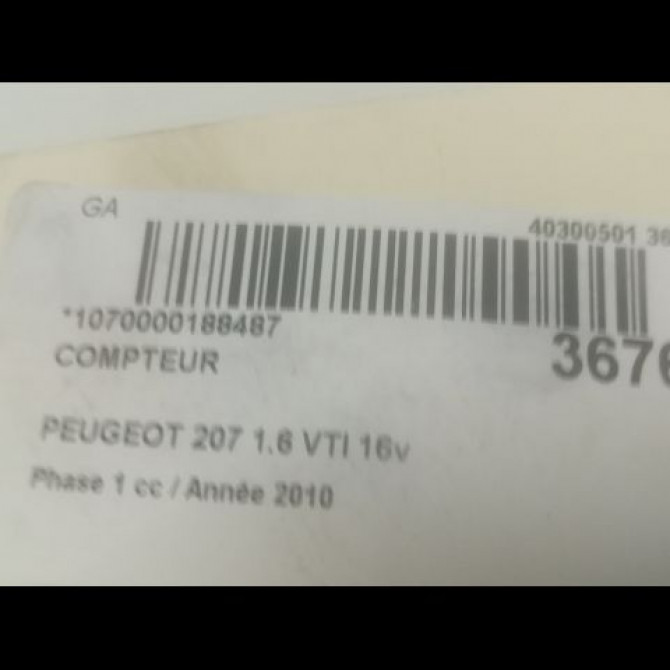 GA
40300501 36
*1070000188487
3676
COMPTEUR
PEUGEOT 207 1.6 VTI 16v
Phase 1 cc / Année 2010